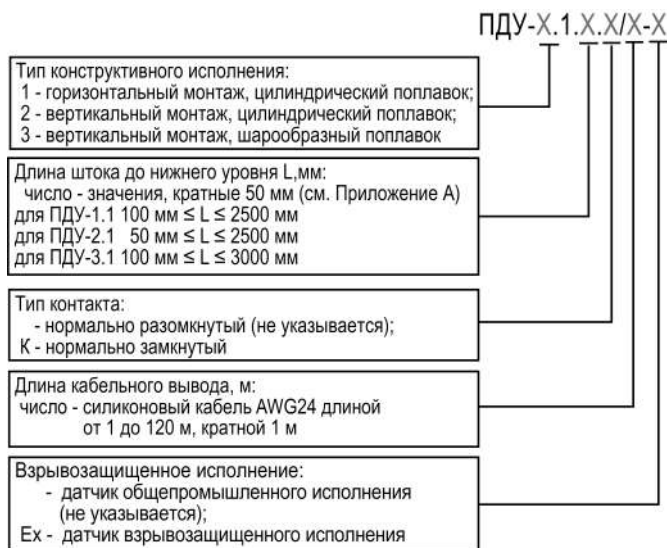 ПДУ-X.1.X.X/X-X
Тип конструктивного исполнения:
1 - горизонтальный монтаж, цилиндрический поплавок;
2 - вертикальный монтаж, цилиндрический поплавок;
3 - вертикальный монтаж, шарообразный поплавок
Длина штока до нижнего уровня L,мм:
число - значения, кратные 50 мм (см. Приложение А)
для ПДУ-1.1 100 мм ≤ L ≤ 2500 мм
для ПДУ-2.1 50 мм ≤ L ≤ 2500 мм
для ПДУ-3.1 100 мм ≤ L ≤ 3000 мм
Тип контакта:
- нормально разомкнутый (не указывается);
К - нормально замкнутый
Длина кабельного вывода, м:
число - силиконовый кабель AWG24 длиной
от 1 до 120 м, кратной 1 м
Взрывозащищенное исполнение:
- датчик общепромышленного исполнения
(не указывается);
Ex - датчик взрывозащищенного исполнения